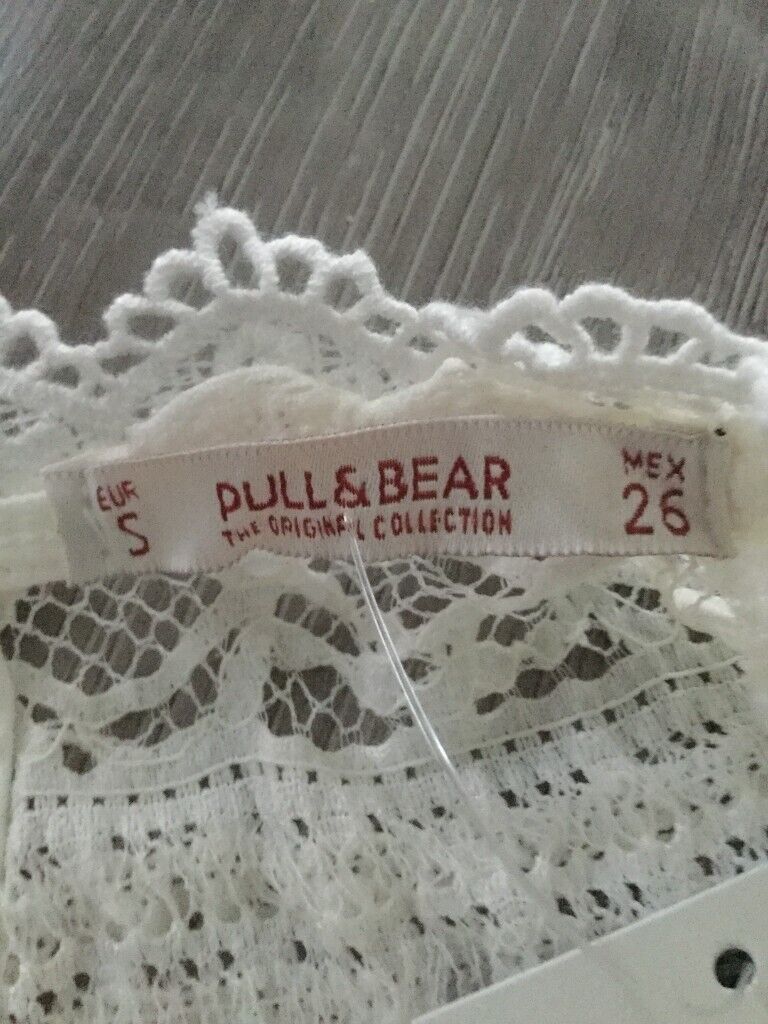 EUR
S
PULL&BEAR
THE ORIGINAL COLLECTION
MEX
26